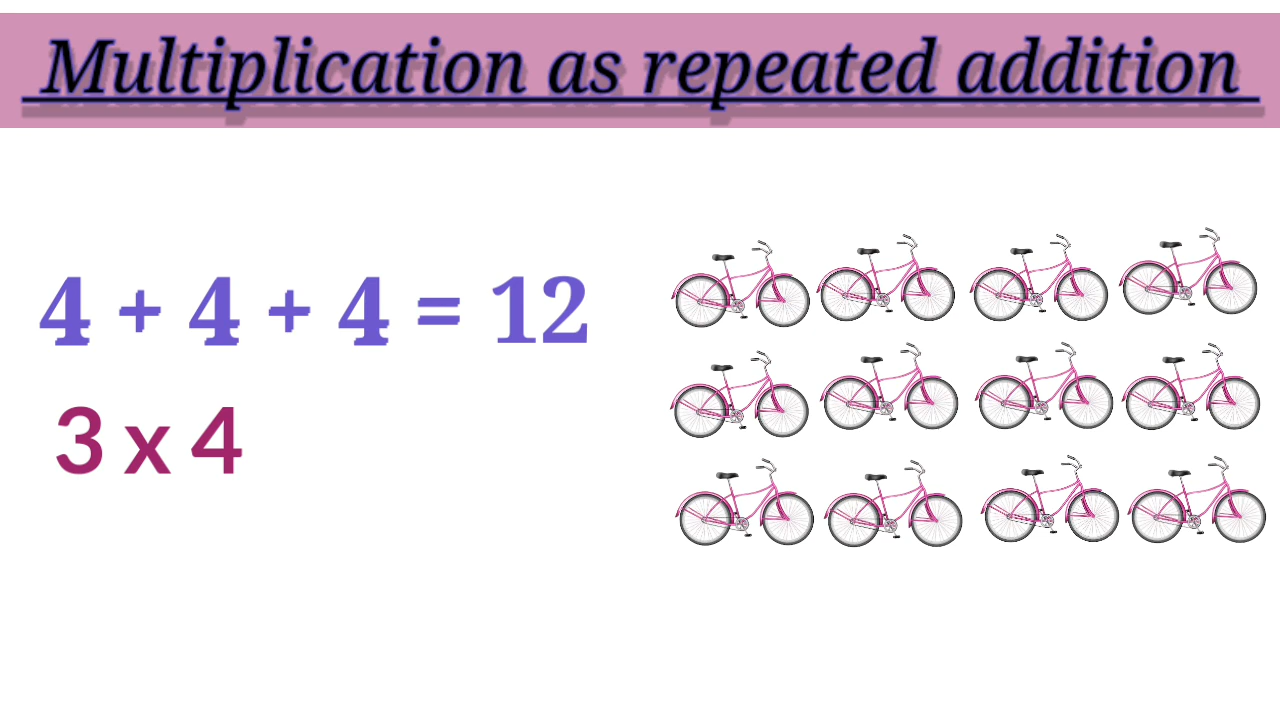 Multiplication as repeated addition
4 + 4 + 4 = 12
3 x 4